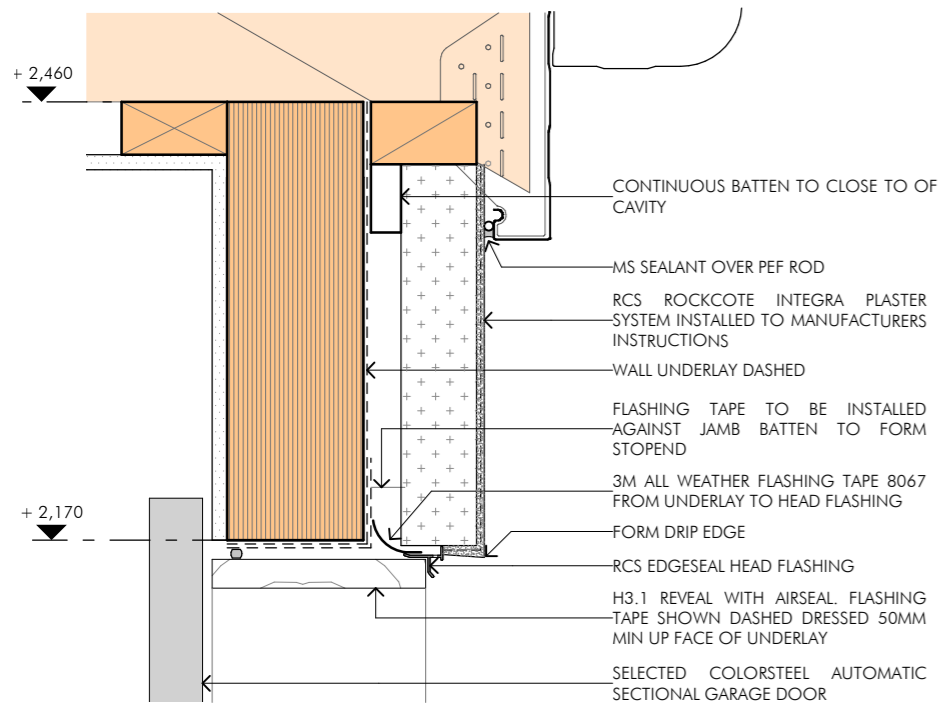 + 2,460
CONTINUOUS BATTEN TO CLOSE TO OF
CAVITY
MS SEALANT OVER PEF ROD
RCS ROCKCOTE INTEGRA PLASTER
SYSTEM INSTALLED TO MANUFACTURERS
INSTRUCTIONS
WALL UNDERLAY DASHED
FLASHING TAPE TO BE INSTALLED
AGAINST JAMB BATTEN TO FORM
STOPEND
3M ALL WEATHER FLASHING TAPE 8067
FROM UNDERLAY TO HEAD FLASHING
+ 2,170
FORM DRIP EDGE
RCS EDGESEAL HEAD FLASHING
H3.1 REVEAL WITH AIRSEAL. FLASHING
TAPE SHOWN DASHED DRESSED 50MM
MIN UP FACE OF UNDERLAY
SELECTED COLORSTEEL AUTOMATIC
SECTIONAL GARAGE DOOR